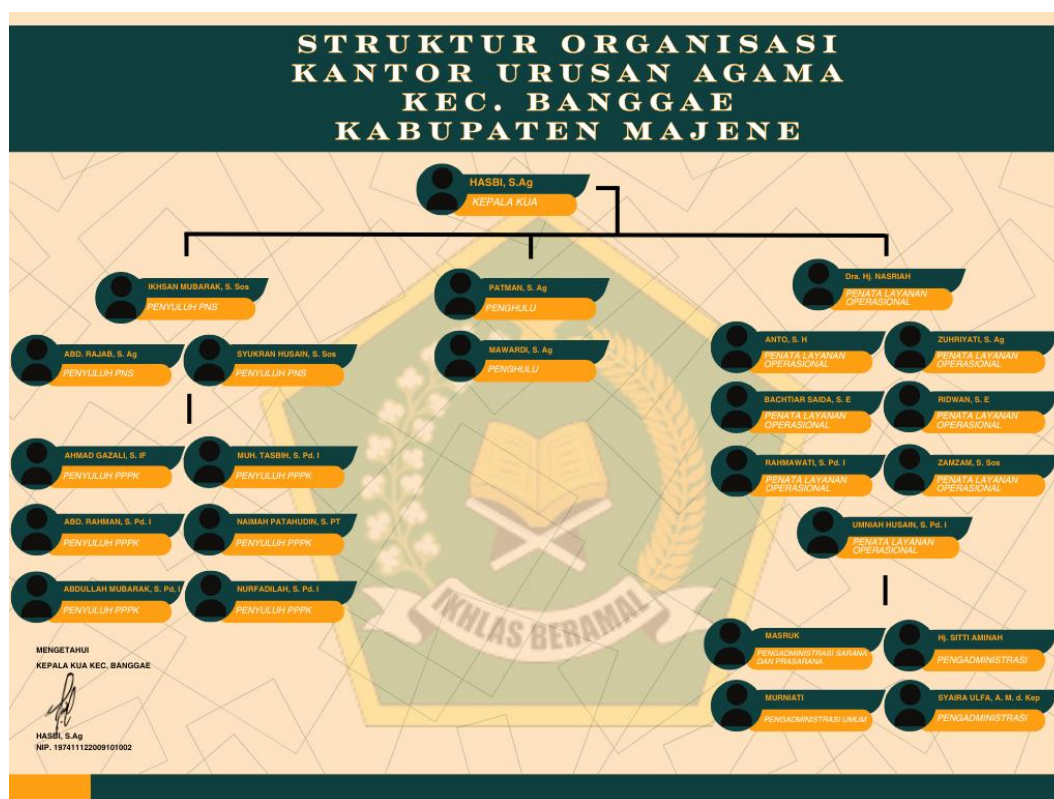 STRUKTUR ORGANISASI
KANTOR URUSAN AGAMA
KEC. BANGGAE
KABUPATEN MAJENE
HASBI, S.Ag
KEPALA KUA
IKHSAN MUBARAK, S. Sos
PENYULUH PNS
PATMAN, S. Ag
PENGHULU
Dra. Hj. NASRIAH
PENATA LAYANAN
OPERASIONAL
ABD. RAJAB, S. Ag
PENYULUH PNS
SYUKRAN HUSAIN, S. Sos
PENYULUH PNS
MAWARDI, S. Ag
PENGHULU
ANTO, S. H
PENATA LAYANAN
OPERASIONAL
ZUHRIYATI, S. Ag
PENATA LAYANAN
OPERASIONAL
BACHTIAR SAIDA, S. E
PENATA LAYANAN
OPERASIONAL
RIDWAN, S. E
PENATA LAYANAN
OPERASIONAL
AHMAD GAZALI, S. IF
PENYULUH PPPK
MUH. TASBIH, S. Pd. I
PENYULUH PPPK
RAHMAWATI, S. Pd. I
PENATA LAYANAN
OPERASIONAL
ZAMZAM, S. Sos
PENATA LAYANAN
OPERASIONAL
ABD. RAHMAN, S. Pd. I
PENYULUH PPPK
NAIMAH PATAHUDIN, S. PT
PENYULUH PPPK
UMNIAH HUSAIN, S. Pd. I
PENATA LAYANAN
OPERASIONAL
ABDULLAH MUBARAK, S. Pd, I
PENYULUH PPPK
NURFADILAH, S. Pd. I
PENYULUH PPPK
IKHLAS BERAMAL
MASRUK
PENGADMINISTRASI SARANA
DAN PRASARANA
Hj. SITTI AMINAH
PENGADMINISTRASI
MURNIATI
PENGADMINISTRASI UMUM
SYAIRA ULFA, A. M. d. Kep
PENGADMINISTRASI
MENGETAHUI
KEPALA KUA KEC. BANGGAE
HASBI, S.Ag
NIP. 197411122009101002